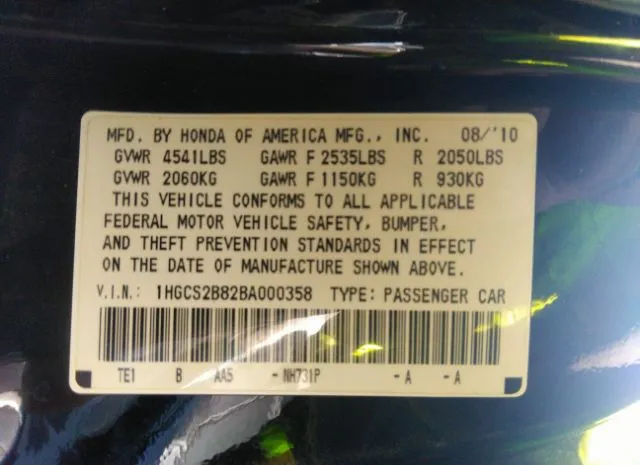 MFD. BY HONDA OF AMERICA MFG., INC. 08/'10
GVWR 4541LBS GAWR F 2535LBS R 2050LBS
GVWR 2060KG GAWR F 1150KG R 930KG
THIS VEHICLE CONFORMS TO ALL APPLICABLE
FEDERAL MOTOR VEHICLE SAFETY, BUMPER,
AND THEFT PREVENTION STANDARDS IN EFFECT
ON THE DATE OF MANUFACTURE SHOWN ABOVE.
V.I.N.: 1HGCS2B82BA000358 TYPE: PASSENGER CAR
TE1 B AA5 - NH731P - A - A